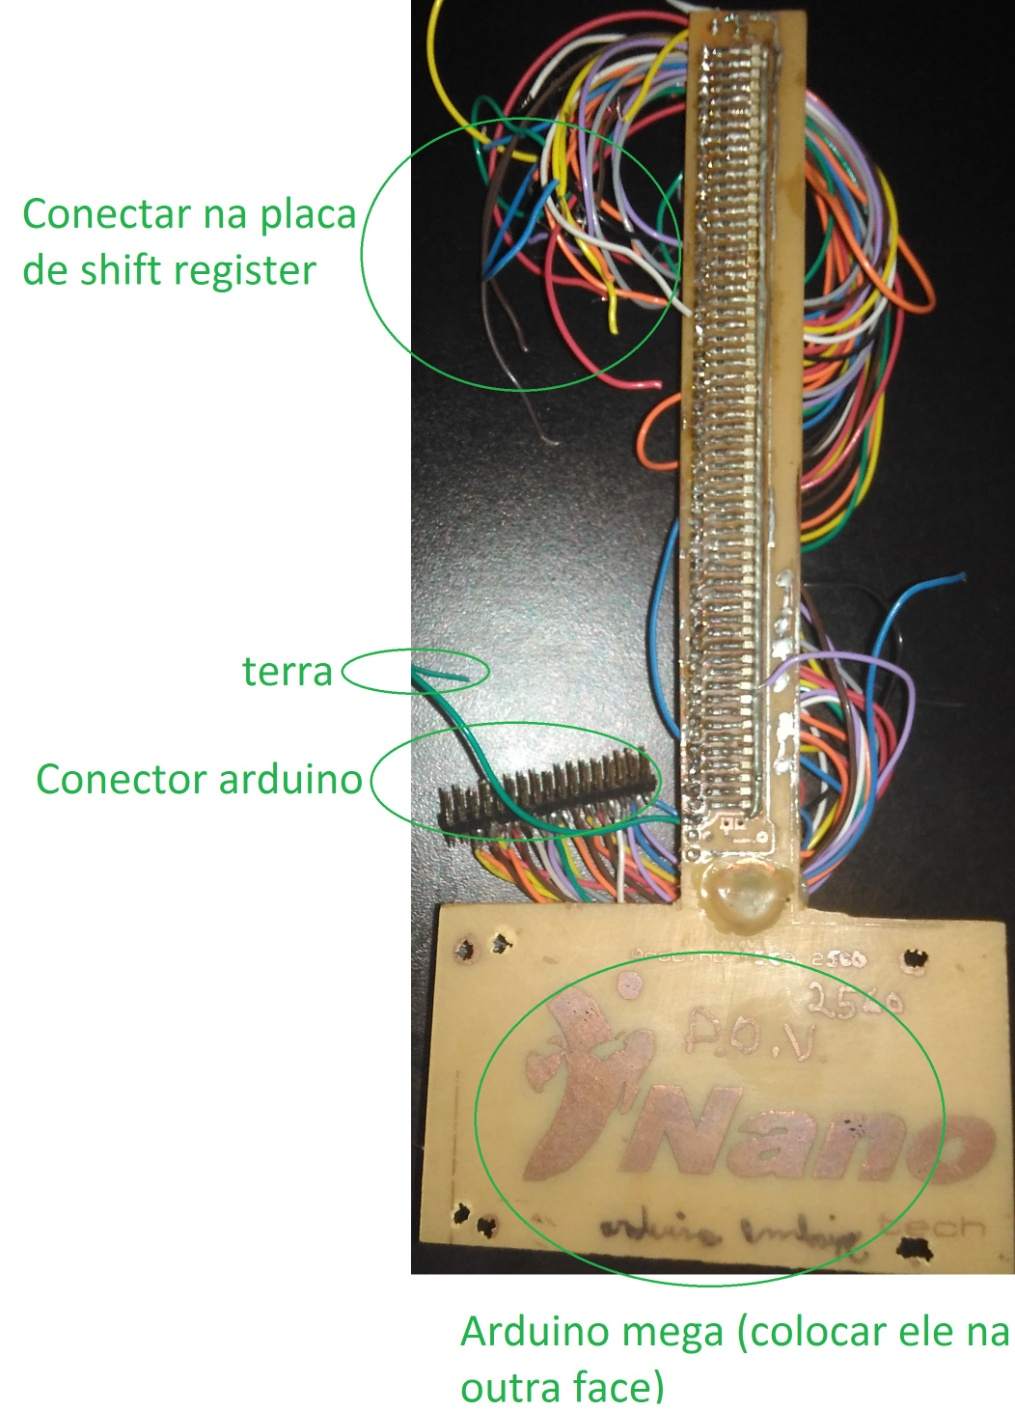 Conectar na placa
de shift register
terra
Conector arduino
2560
2560
P.O.V
Nano
tech
Arduino mega (colocar ele na
outra face)